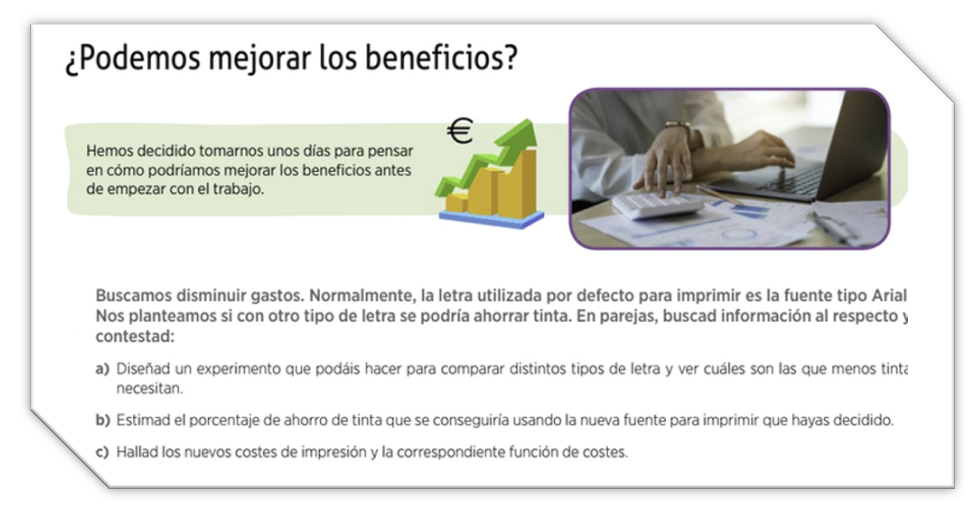 ¿Podemos mejorar los beneficios?
€
Hemos decidido tomarnos unos días para pensar
en cómo podríamos mejorar los beneficios antes
de empezar con el trabajo.
Buscamos disminuir gastos. Normalmente, la letra utilizada por defecto para imprimir es la fuente tipo Arial
Nos planteamos si con otro tipo de letra se podría ahorrar tinta. En parejas, buscad información al respecto y
contestad:
a) Diseñad un experimento que podáis hacer para comparar distintos tipos de letra y ver cuáles son las que menos tinta
necesitan.
b) Estimad el porcentaje de ahorro de tinta que se conseguiría usando la nueva fuente para imprimir que hayas decidido.
c) Hallad los nuevos costes de impresión y la correspondiente función de costes.